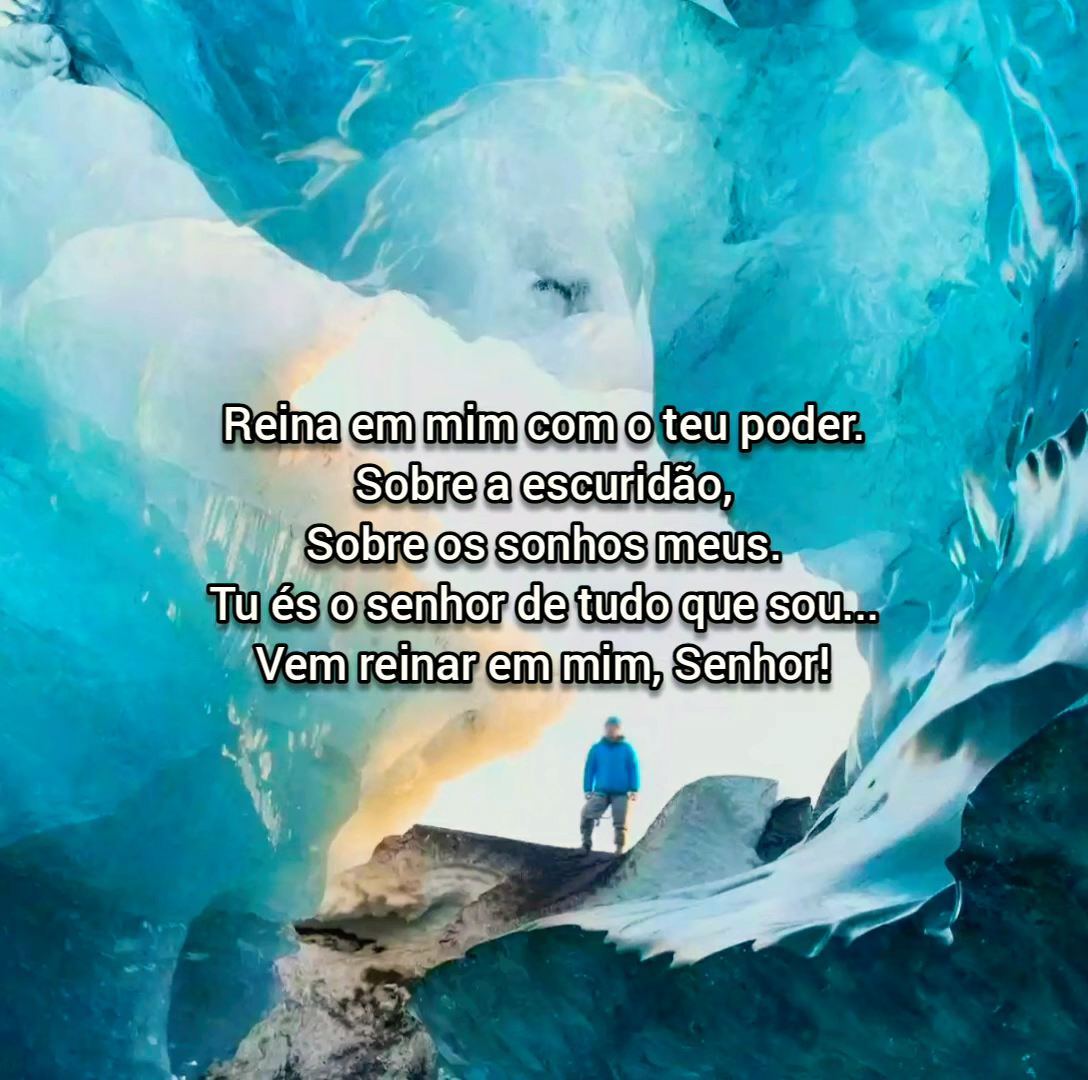 Reina em mim com o teu poder.
Sobre a escuridão,
Sobre os sonhos meus.
Tu és o senhor de tudo que sou...
Vem reinar em mim, Senhor!